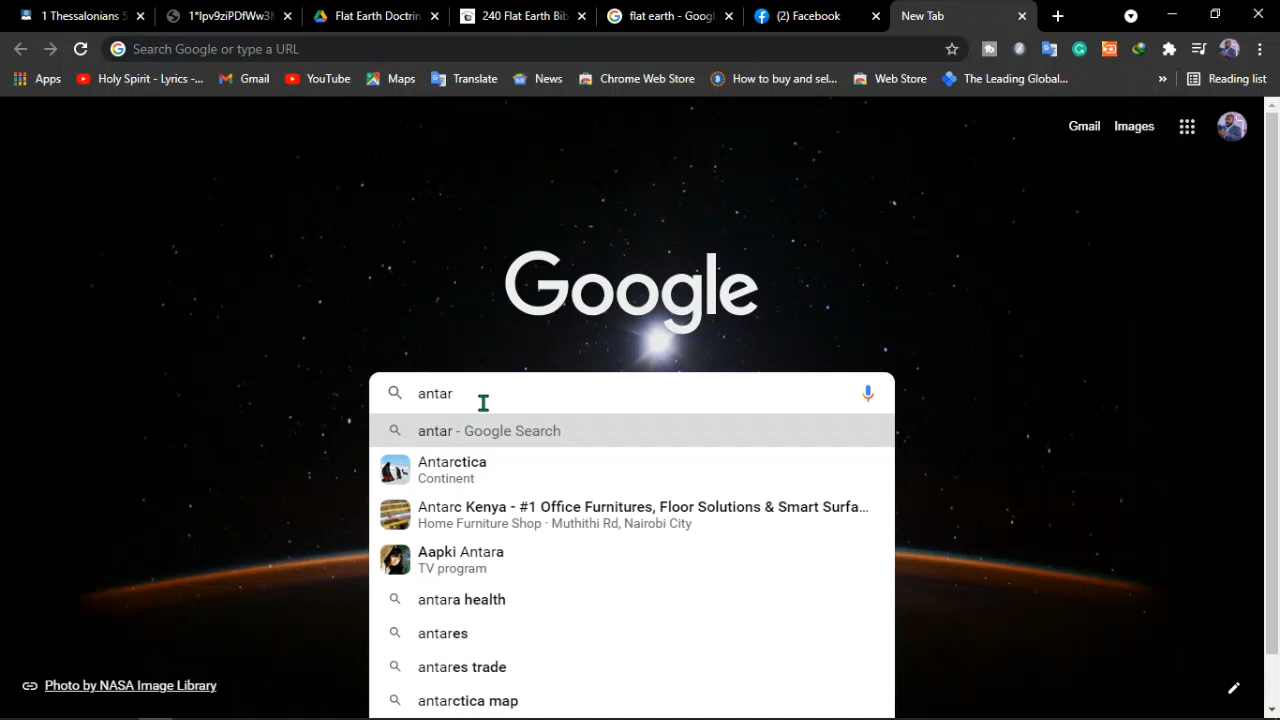 1 Thessalonians 5
Flat Earth Doctrin
240 Flat Earth Bib
flat earth - Googl
(2) Facebook
New Tab
Search Google or type a URL
Apps
Holy Spirit - Lyrics -...
Gmail
YouTube
Maps
Translate
News
Chrome Web Store
How to buy and sel...
Web Store
The Leading Global...
»
Reading list
Gmail
Images
Google
antar
antar - Google Search
Antarctica
Continent
Antarc Kenya - #1 Office Furnitures, Floor Solutions & Smart Surfa...
Home Furniture Shop · Muthithi Rd, Nairobi City
Aapki Antara
TV program
antara health
antares
antares trade
antarctica map
Photo by NASA Image Library